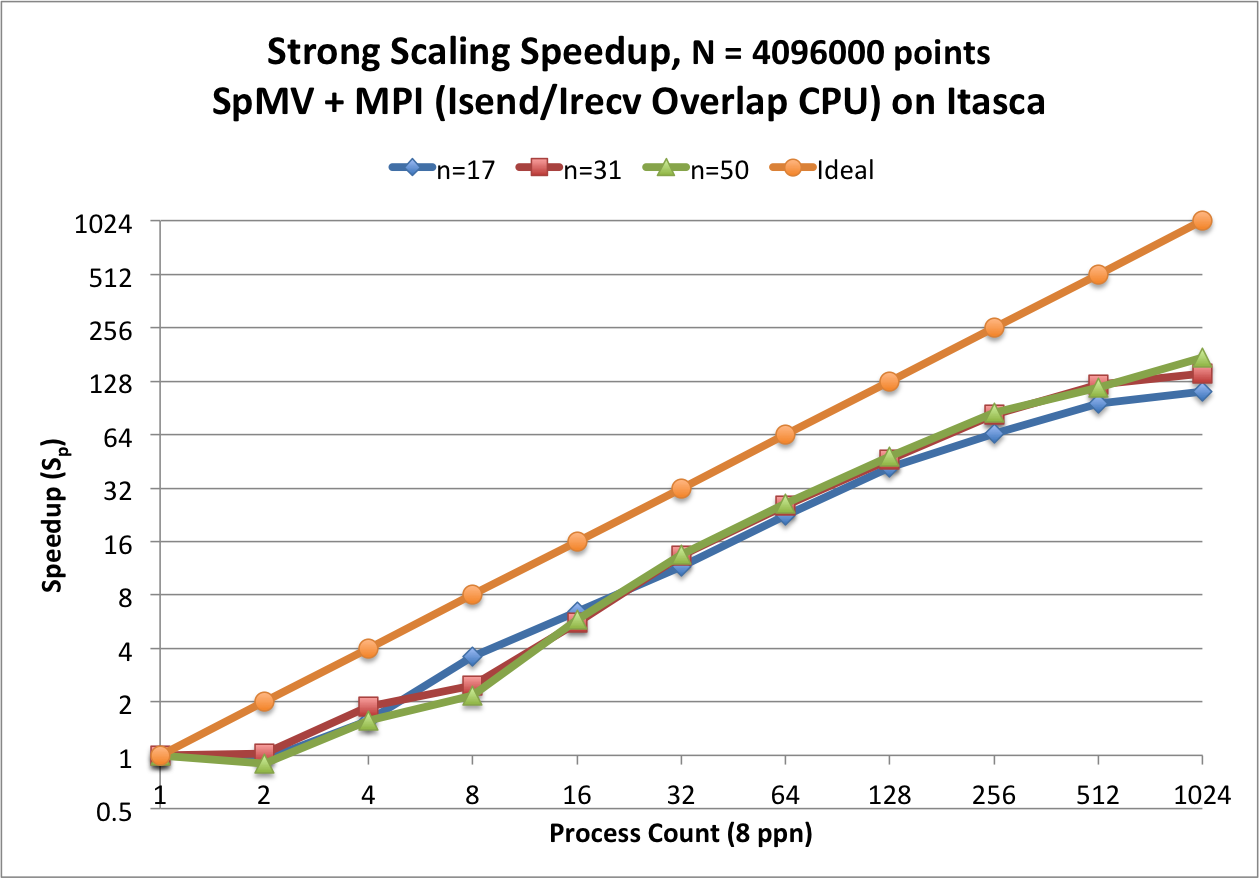 Strong Scaling Speedup, N = 4096000 points
SpMV + MPI (Isend/Irecv Overlap CPU) on Itasca
n=17 n=31 n=50 Ideal
1024
512
256
128
64
32
16
8
4
2
1
0.5
Speedup (Sp)
1 2 4 8 16 32 64 128 256 512 1024
Process Count (8 ppn)